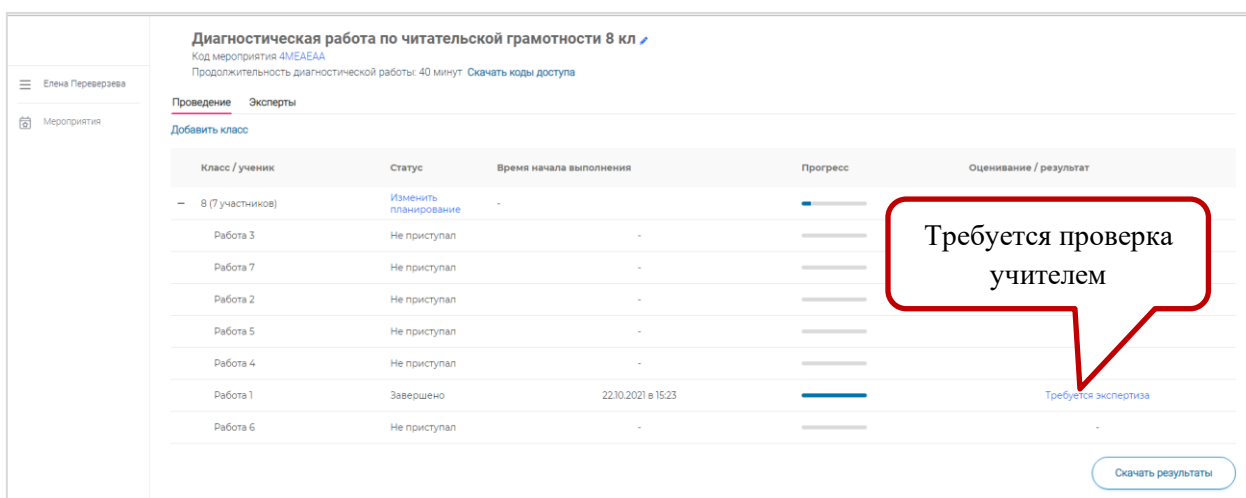 Диагностическая работа по читательской грамотности 8 кл
Код мероприятия 4MEAEAA
Продолжительность диагностической работы: 40 минут Скачать коды доступа
Елена Переверзева
Мероприятия
Проведение Эксперты
Добавить класс
Класс / ученик Статус Время начала выполнения Прогресс Оценивание / результат
– 8 (7 участников) Изменить планирование -
Работа 3 Не приступал -
Работа 7 Не приступал -
Работа 2 Не приступал -
Работа 5 Не приступал -
Работа 4 Не приступал -
Работа 1 Завершено 22.10.2021 в 15:23 Требуется экспертиза
Работа 6 Не приступал - -
Требуется проверка
учителем
Скачать результаты